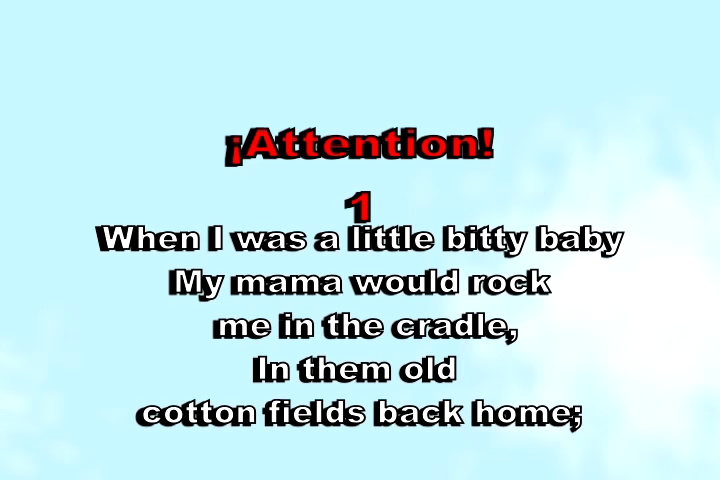 ¡Attention!
1
When I was a little bitty baby
My mama would rock
me in the cradle,
In them old
cotton fields back home;